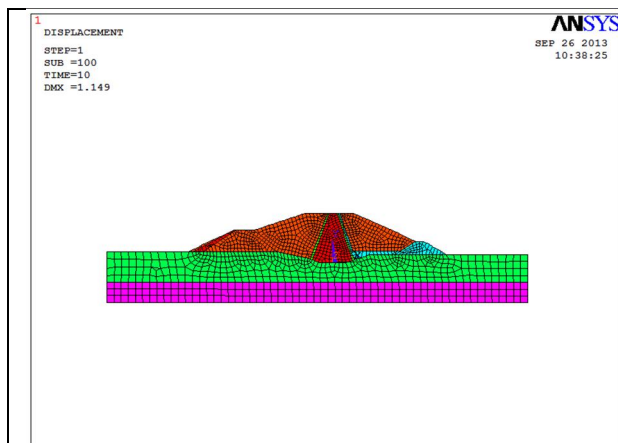 1
DISPLACEMENT
STEP=1
SUB =100
TIME=10
DMX =1.149
ANSYS
SEP 26 2013
10:38:25